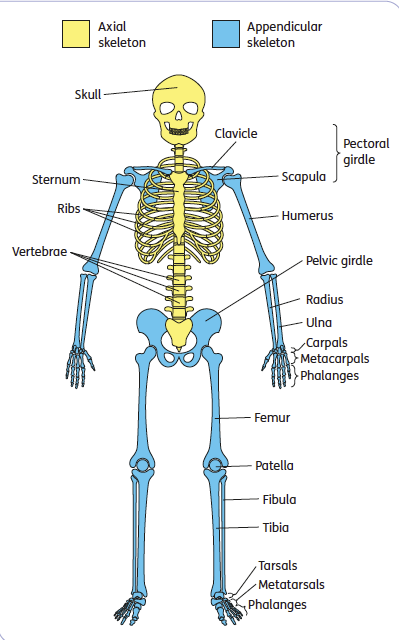 Axial
skeleton
Appendicular
skeleton
Skull
Clavicle
Pectoral
girdle
Sternum
Scapula
Ribs
Humerus
Vertebrae
Pelvic girdle
Radius
Ulna
Carpals
Metacarpals
Phalanges
Femur
Patella
Fibula
Tibia
Tarsals
Metatarsals
Phalanges